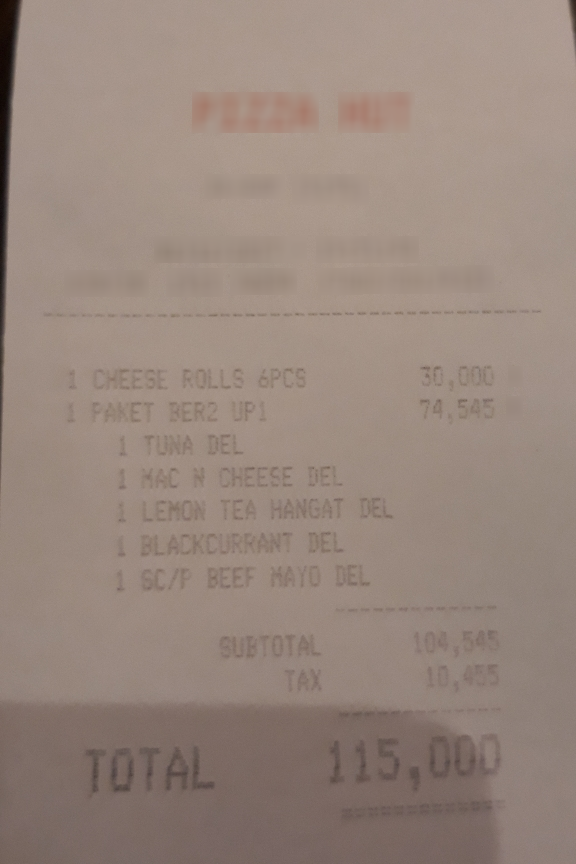 PIZZA HUT
1 CHEESE ROLLS 6PCS 30,000
1 PAKET BER2 UP1 74,545
1 TUNA DEL
1 MAC N CHEESE DEL
1 LEMON TEA HANGAT DEL
1 BLACKCURRANT DEL
1 SC/P BEEF MAYO DEL
SUBTOTAL 104,545
TAX 10,455
TOTAL 115,000